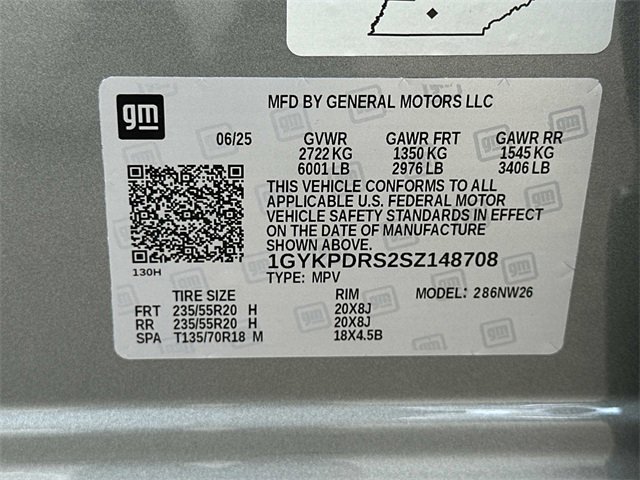 gm
MFD BY GENERAL MOTORS LLC
06/25 GVWR GAWR FRT GAWR RR
2722 KG 1350 KG 1545 KG
6001 LB 2976 LB 3406 LB
THIS VEHICLE CONFORMS TO ALL
APPLICABLE U.S. FEDERAL MOTOR
VEHICLE SAFETY STANDARDS IN EFFECT
ON THE DATE OF MANUFACTURE
SHOWN ABOVE.
1GYKPDRS2SZ148708
130H
TYPE: MPV
TIRE SIZE RIM MODEL: 286NW26
FRT 235/55R20 H 20X8J
RR 235/55R20 H 20X8J
SPA T135/70R18 M 18X4.5B